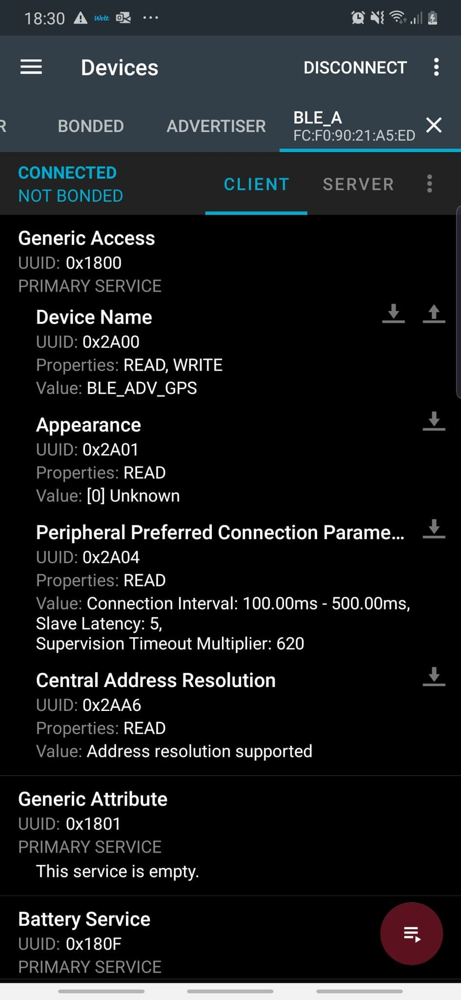 18:30 Welt
Devices
DISCONNECT
R
BONDED
ADVERTISER
BLE_A
FC:F0:90:21:A5:ED
CONNECTED
NOT BONDED
CLIENT
SERVER
Generic Access
UUID: 0x1800
PRIMARY SERVICE
Device Name
UUID: 0x2A00
Properties: READ, WRITE
Value: BLE_ADV_GPS
Appearance
UUID: 0x2A01
Properties: READ
Value: [0] Unknown
Peripheral Preferred Connection Parame...
UUID: 0x2A04
Properties: READ
Value: Connection Interval: 100.00ms - 500.00ms,
Slave Latency: 5,
Supervision Timeout Multiplier: 620
Central Address Resolution
UUID: 0x2AA6
Properties: READ
Value: Address resolution supported
Generic Attribute
UUID: 0x1801
PRIMARY SERVICE
This service is empty.
Battery Service
UUID: 0x180F
PRIMARY SERVICE